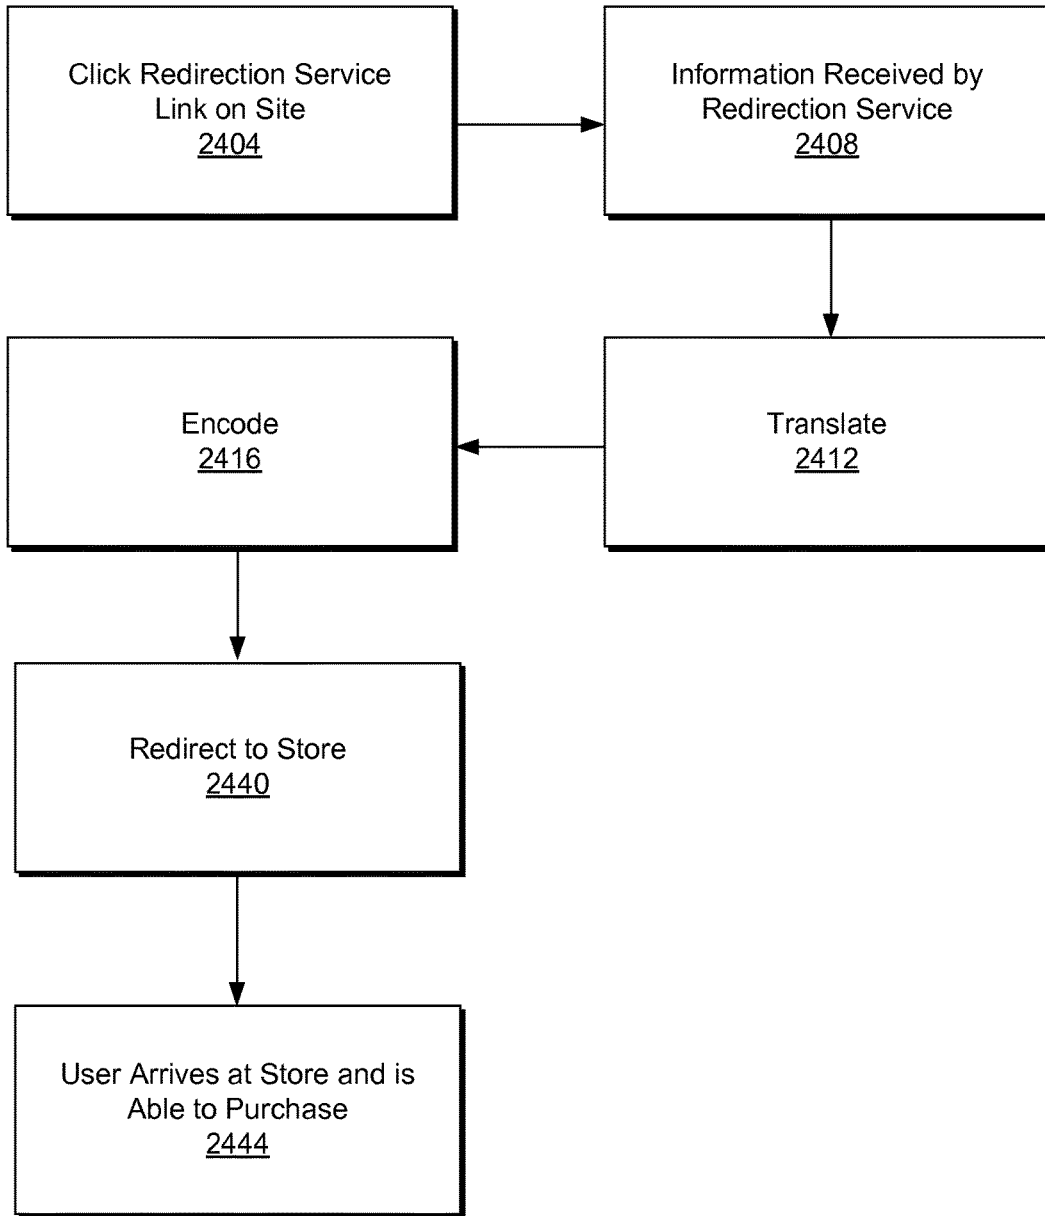 Click Redirection Service
Link on Site
2404
Information Received by
Redirection Service
2408
Translate
2412
Encode
2416
Redirect to Store
2440
User Arrives at Store and is
Able to Purchase
2444